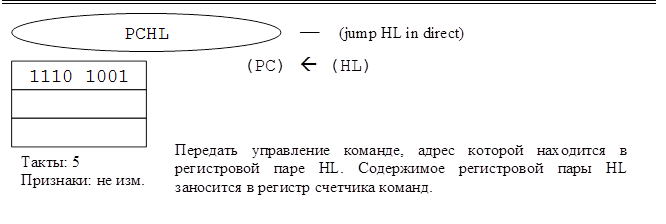 PCHL — (jump HL in direct)
(PC) ← (HL)
1110 1001
Такты: 5
Признаки: не изм.
Передать управление команде, адрес которой находится в
регистровой паре HL. Содержимое регистровой пары HL
заносится в регистр счетчика команд.